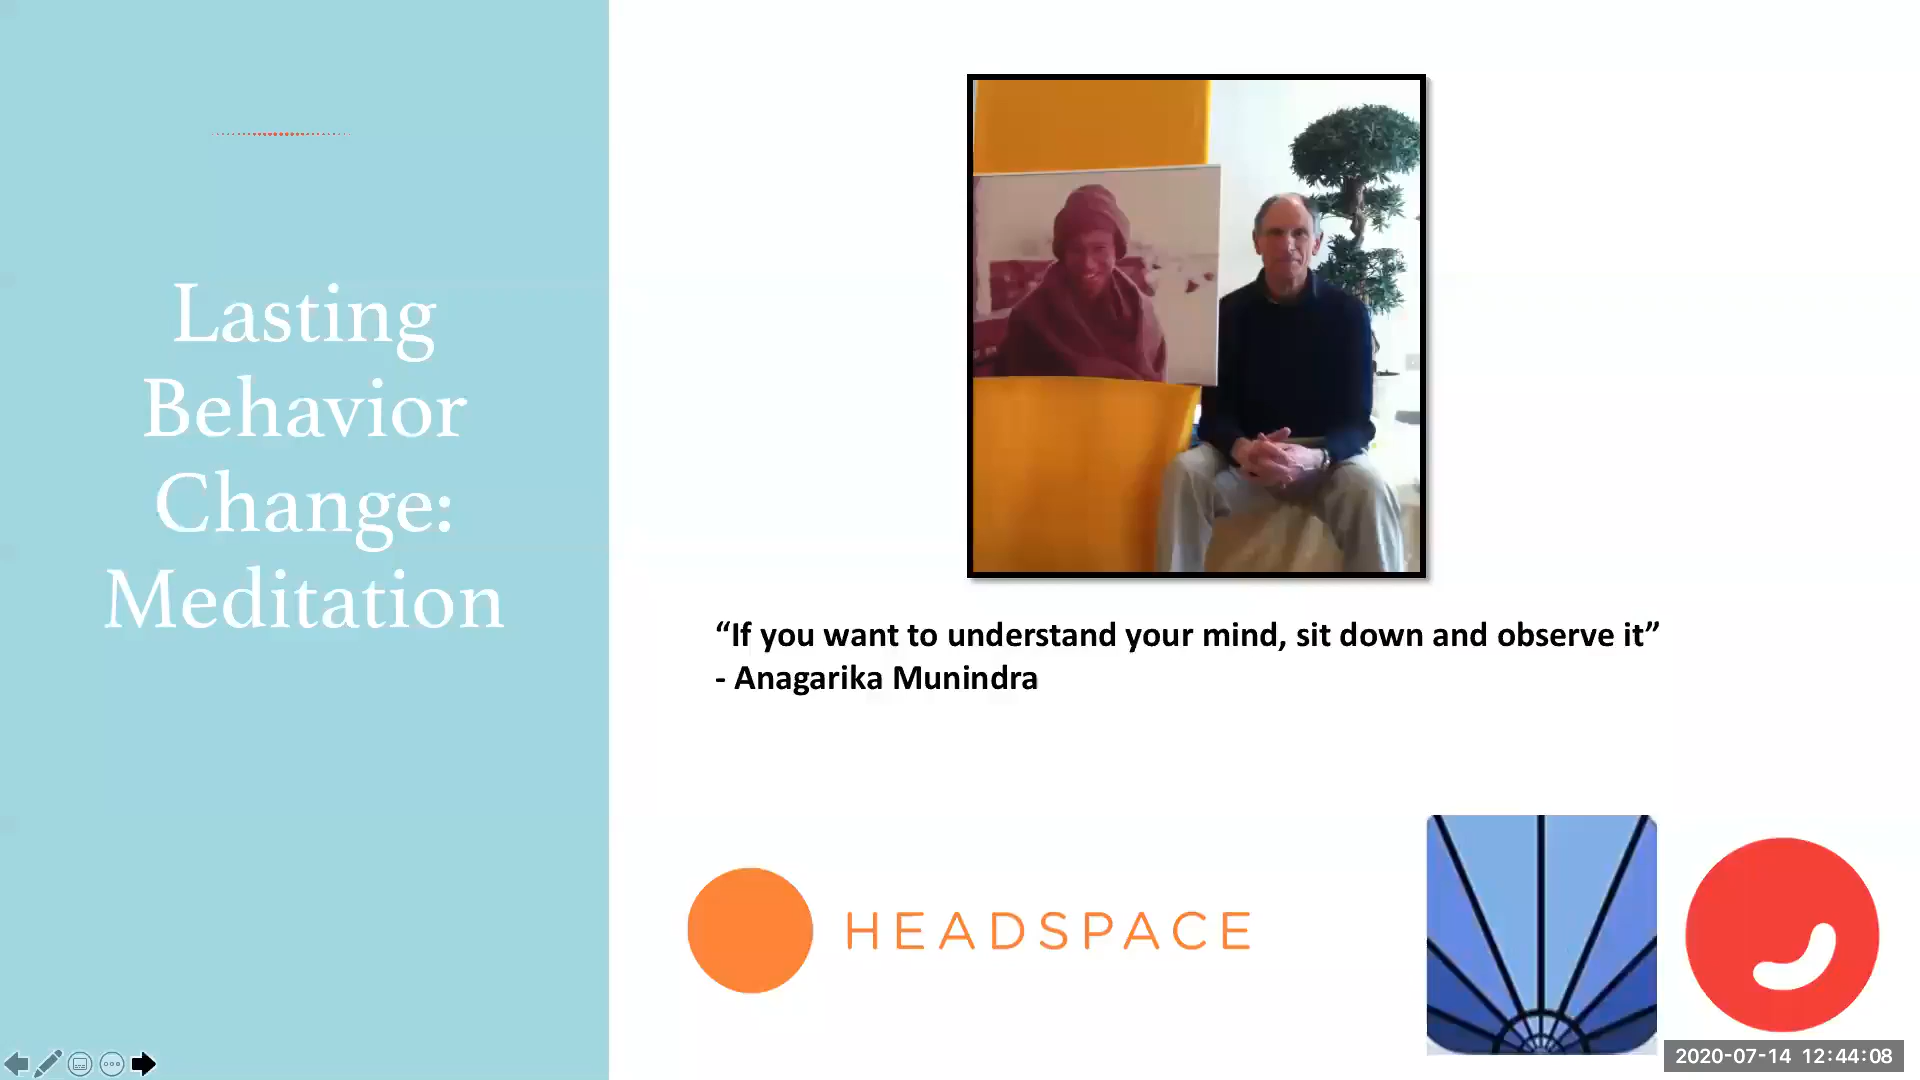 Lasting
Behavior
Change:
Meditation
“If you want to understand your mind, sit down and observe it”
- Anagarika Munindra
HEADSPACE
2020-07-14 12:44:08